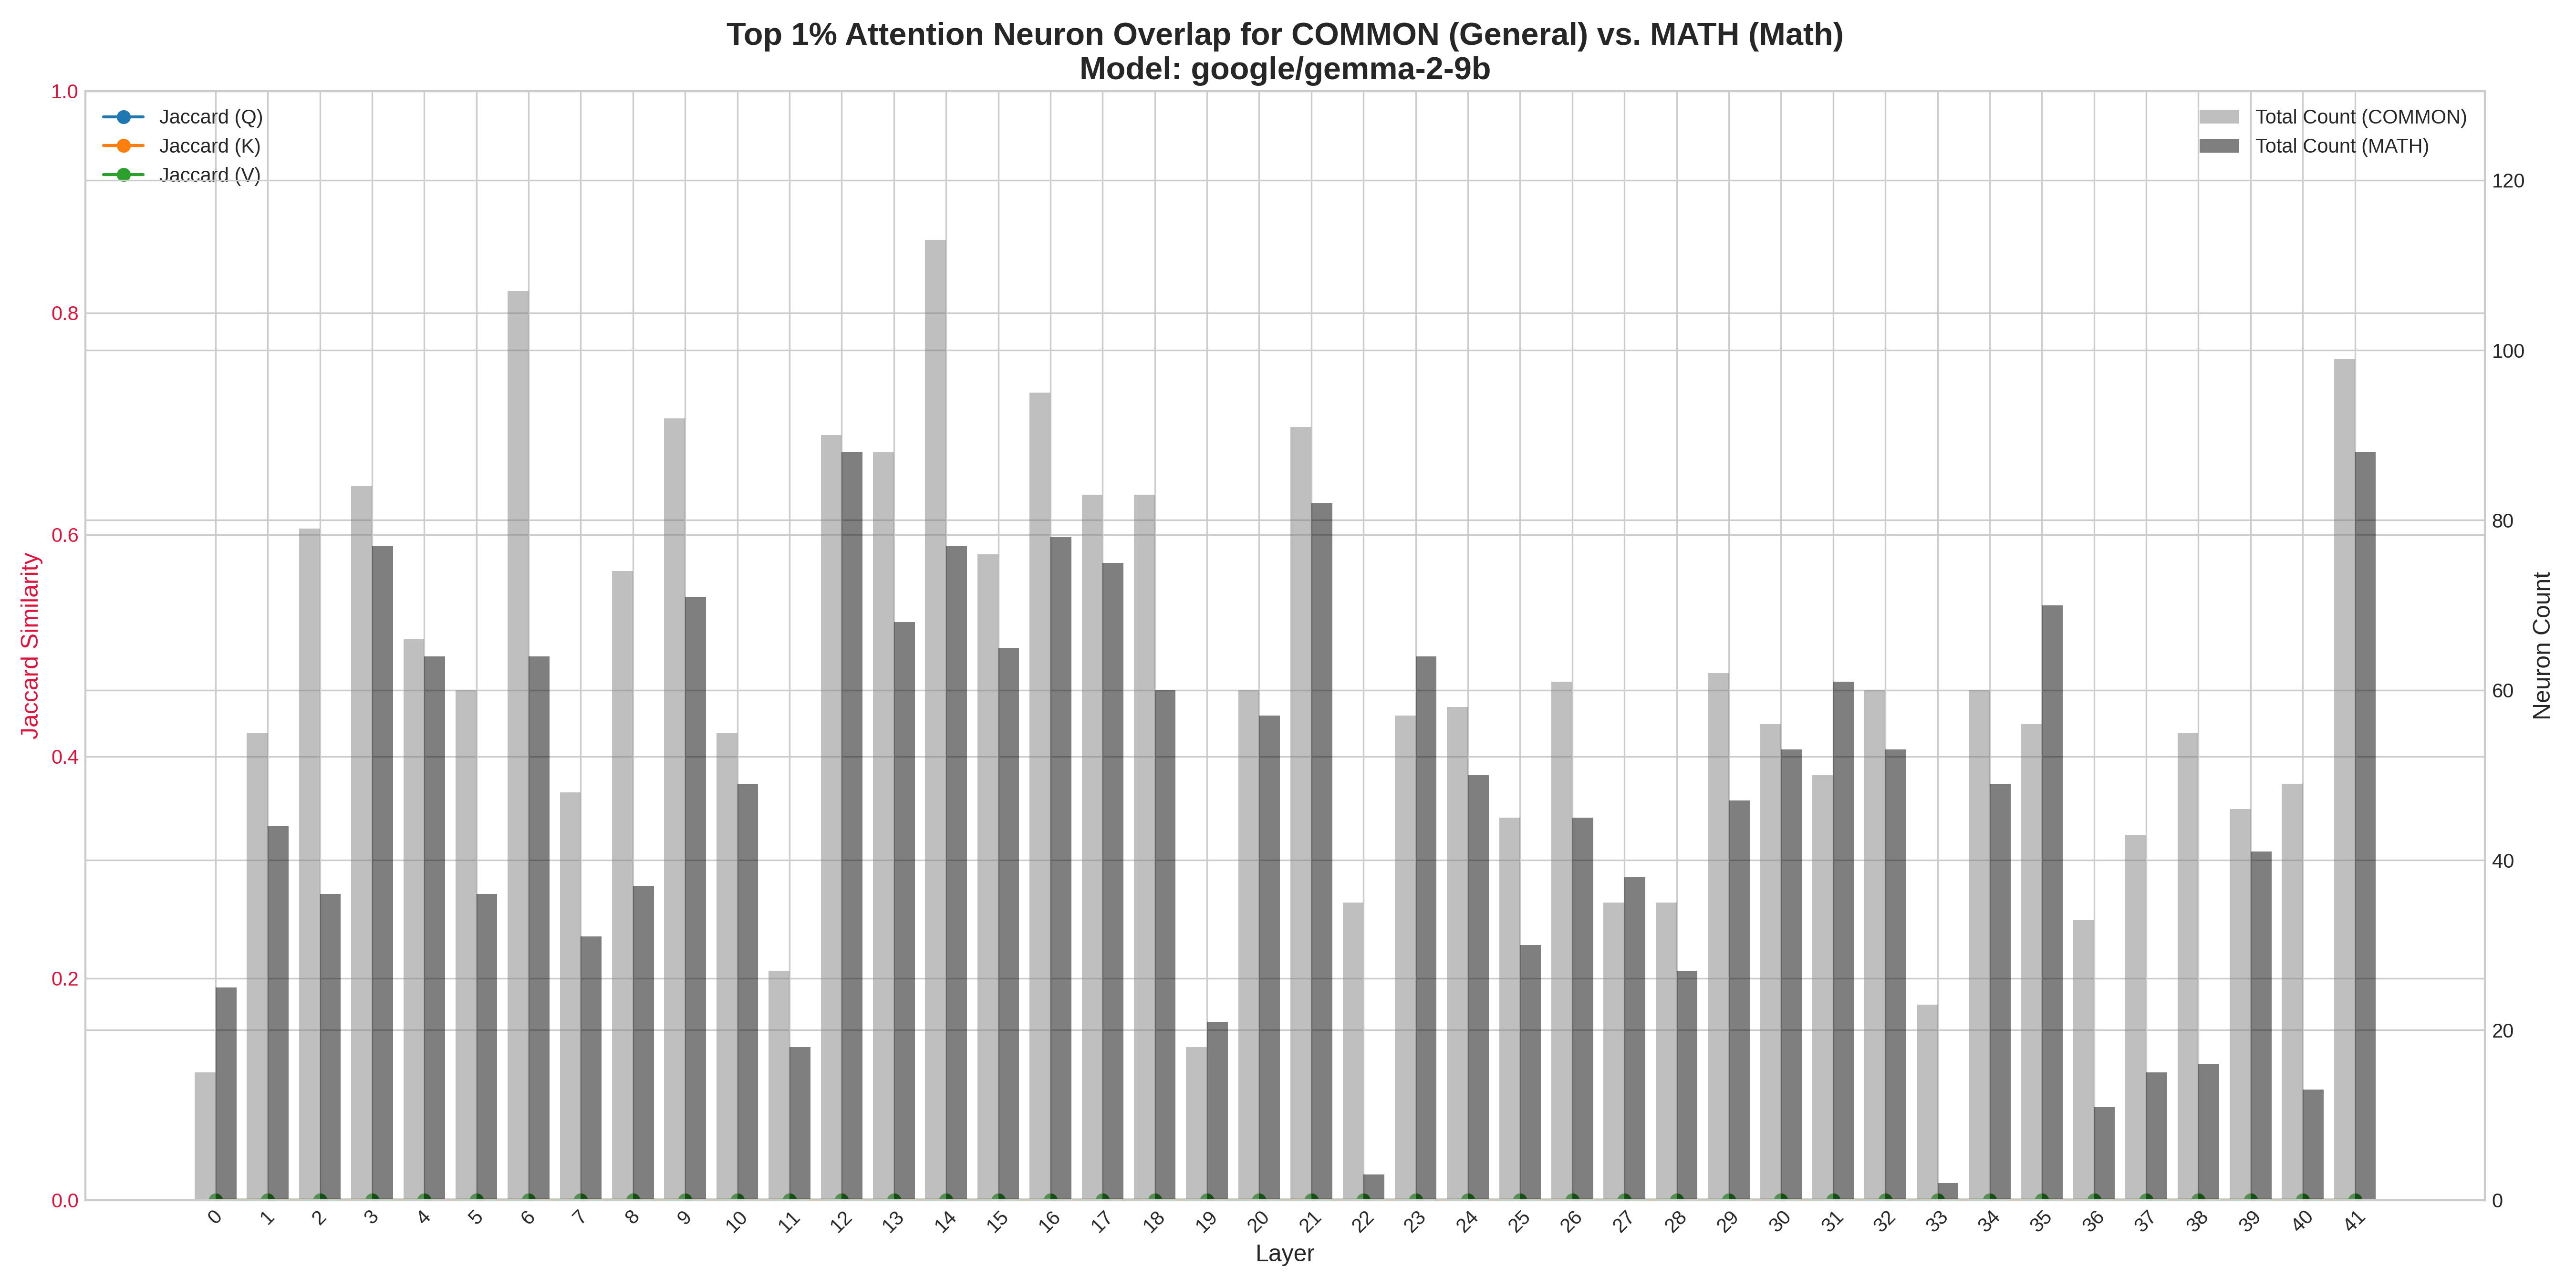 Top 1% Attention Neuron Overlap for COMMON (General) vs. MATH (Math)
Model: google/gemma-2-9b
Jaccard (Q)
Jaccard (K)
Jaccard (V)
Total Count (COMMON)
Total Count (MATH)
Jaccard Similarity
1.0
0.8
0.6
0.4
0.2
0.0
Neuron Count
120
100
80
60
40
20
0
0 1 2 3 4 5 6 7 8 9 10 11 12 13 14 15 16 17 18 19 20 21 22 23 24 25 26 27 28 29 30 31 32 33 34 35 36 37 38 39 40 41
Layer